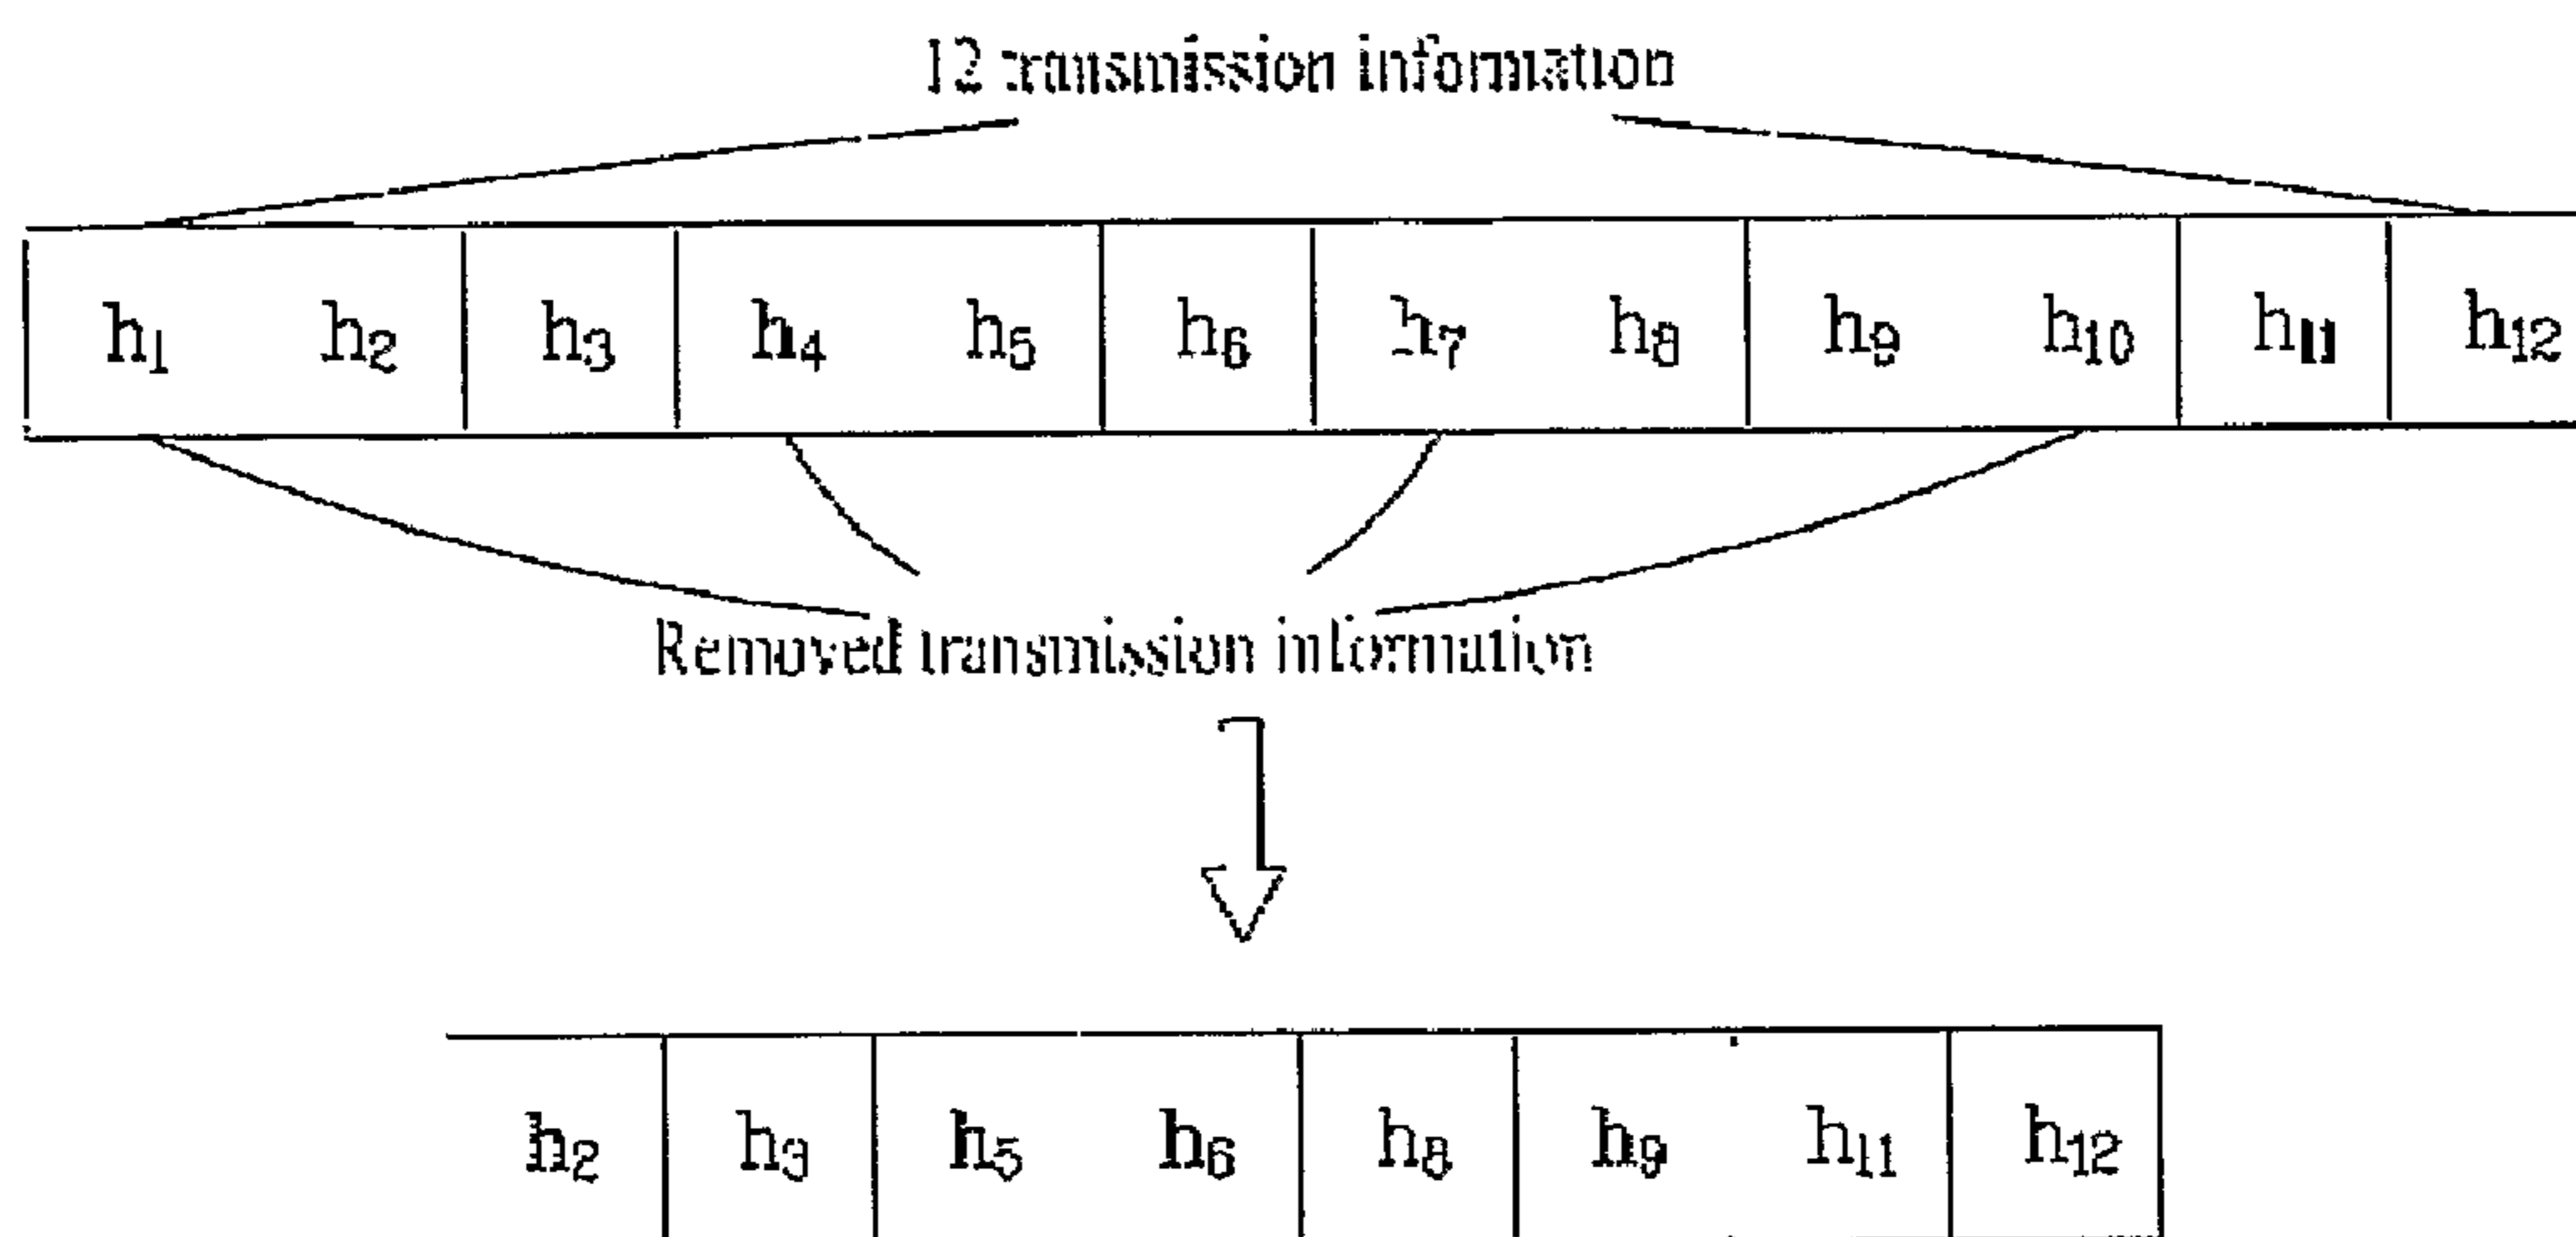 12 transmission information
h1 h2 h3 h4 h5 h6 h7 h8 h9 h10 h11 h12
Removed transmission information
h2 h3 h5 h6 h8 h9 h11 h12